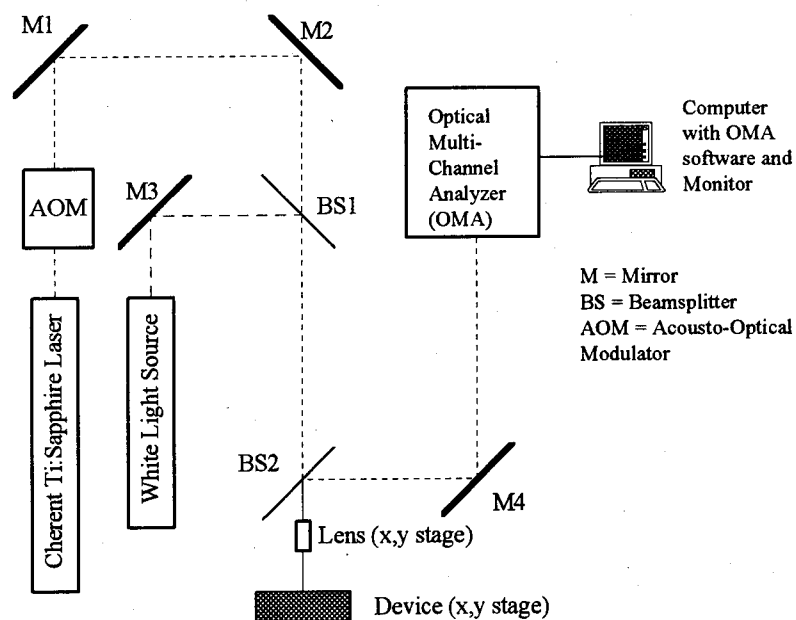 M1
M2
Optical
Multi-
Channel
Analyzer
(OMA)
Computer
with OMA
software and
Monitor
AOM
M3
BS1
M = Mirror
BS = Beamsplitter
AOM = Acousto-Optical
Modulator
Cherent Ti:Sapphire Laser
White Light Source
BS2
M4
Lens (x,y stage)
Device (x,y stage)